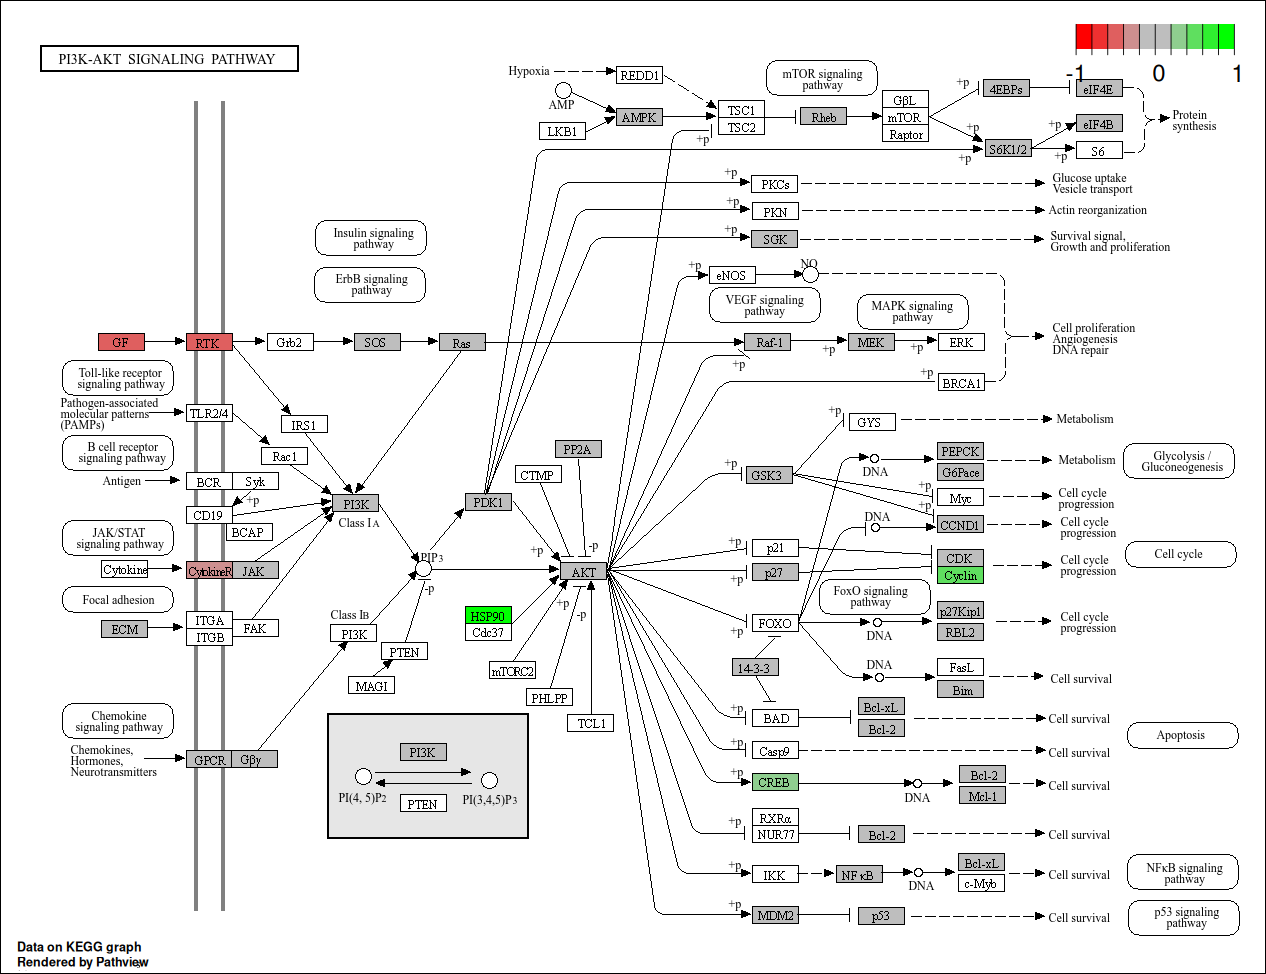 PI3K-AKT SIGNALING PATHWAY
-1 0 1
Hypoxia
REDD1
mTOR signaling
pathway
AMP
AMPK
LKB1
TSC1
TSC2
+p
Rheb
GβL
mTOR
Raptor
+p
4EBPs
eIF4E
+p
eIF4B
+p
S6K1/2
+p
+p
S6
Protein
synthesis
+p
PKCs
Glucose uptake
Vesicle transport
+p
PKN
Actin reorganization
+p
SGK
Survival signal,
Growth and proliferation
Insulin signaling
pathway
ErbB signaling
pathway
+p
eNOS
NO
VEGF signaling
pathway
MAPK signaling
pathway
GF
RTK
Grb2
SOS
Ras
Raf-1
+p
+p
MEK
+p
ERK
Cell proliferation
Angiogenesis
DNA repair
+p
BRCA1
Toll-like receptor
signaling pathway
Pathogen-associated
molecular patterns
(PAMPs)
TLR2/4
IRS1
Rac1
B cell receptor
signaling pathway
Antigen
BCR
Syk
+p
CD19
BCAP
PI3K
Class IA
JAK/STAT
signaling pathway
Cytokine
CytokineR
JAK
Focal adhesion
ECM
ITGA
ITGB
FAK
Chemokine
signaling pathway
Chemokines,
Hormones,
Neurotransmitters
GPCR
Gβγ
PIP3
-p
Class IB
PI3K
PTEN
MAGI
PDK1
PP2A
CTMP
+p
-p
AKT
HSP90
Cdc37
+p
-p
mTORC2
PHLPP
TCL1
PI3K
PI(4, 5)P2
PI(3,4,5)P3
PTEN
+p
GYS
Metabolism
+p
GSK3
DNA
PEPCK
G6Pace
Metabolism
Glycolysis /
Gluconeogenesis
+p
Myc
Cell cycle
progression
DNA
+p
CCND1
Cell cycle
progression
+p
p21
+p
p27
CDK
Cyclin
Cell cycle
progression
Cell cycle
FoxO signaling
pathway
+p
FOXO
DNA
p27Kip1
RBL2
Cell cycle
progression
14-3-3
DNA
FasL
Bim
Cell survival
+p
BAD
Bcl-xL
Bcl-2
Cell survival
Apoptosis
+p
Casp9
Cell survival
+p
CREB
DNA
Bcl-2
Mcl-1
Cell survival
+p
RXRα
NUR77
Bcl-2
Cell survival
+p
IKK
NFκB
DNA
Bcl-xL
c-Myb
Cell survival
NFκB signaling
pathway
+p
MDM2
p53
Cell survival
p53 signaling
pathway
Data on KEGG graph
Rendered by Pathview